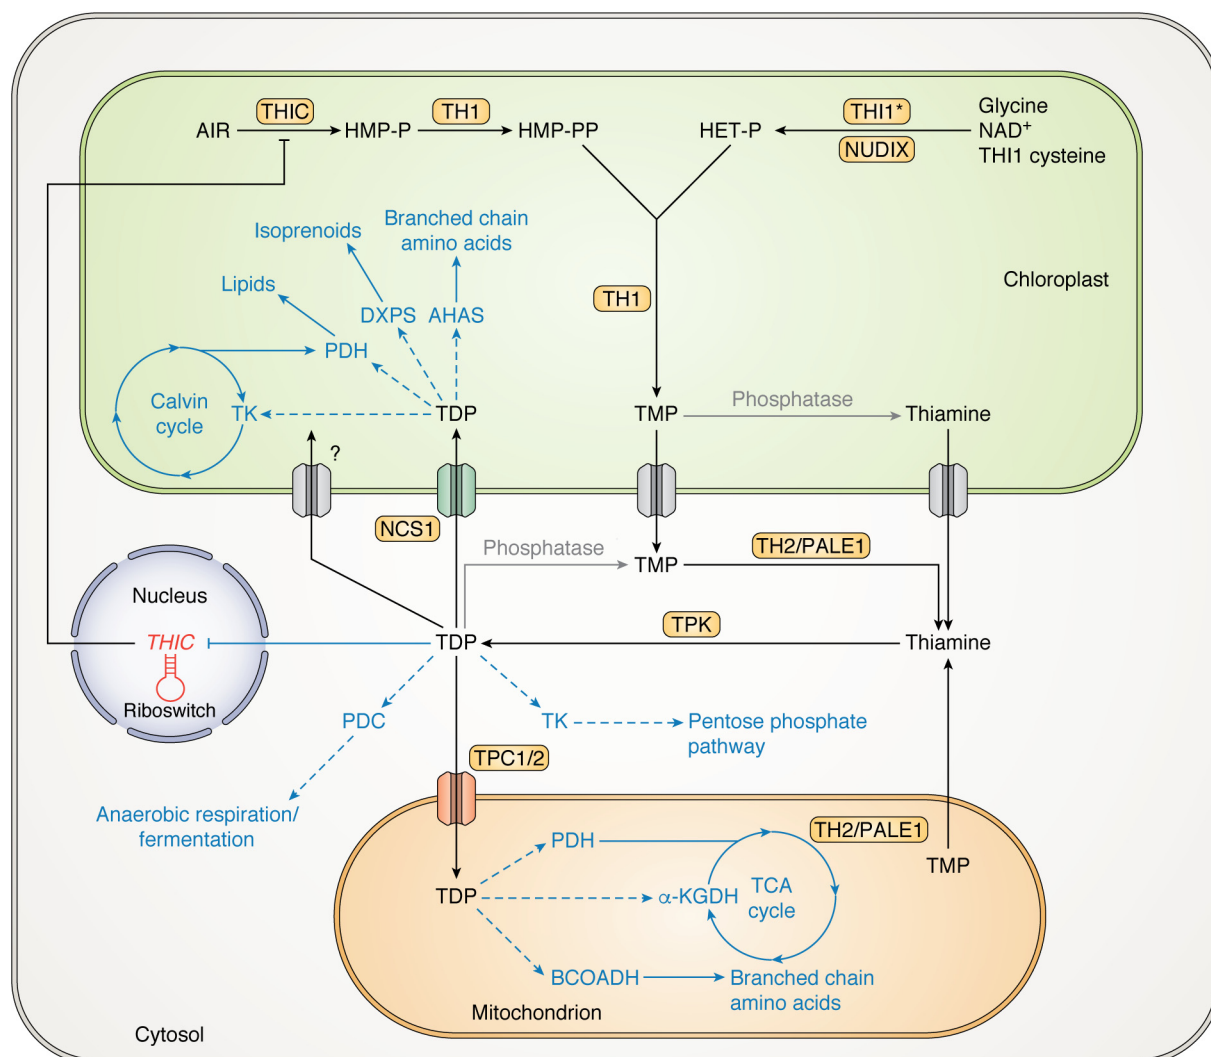 THIC
TH1
THI1*
Glycine
AIR
HMP-P
HMP-PP
HET-P
NAD+
NUDIX
THI1 cysteine
Branched chain
amino acids
Isoprenoids
Lipids
Chloroplast
TH1
DXPS
AHAS
PDH
Calvin
cycle
TK
TDP
TMP
Phosphatase
Thiamine
?
NCS1
Phosphatase
TH2/PALE1
TMP
Nucleus
THIC
Riboswitch
TDP
TPK
Thiamine
PDC
TK
Pentose phosphate
pathway
TPC1/2
Anaerobic respiration/
fermentation
PDH
TH2/PALE1
TMP
TDP
α-KGDH
TCA
cycle
BCOADH
Branched chain
amino acids
Mitochondrion
Cytosol